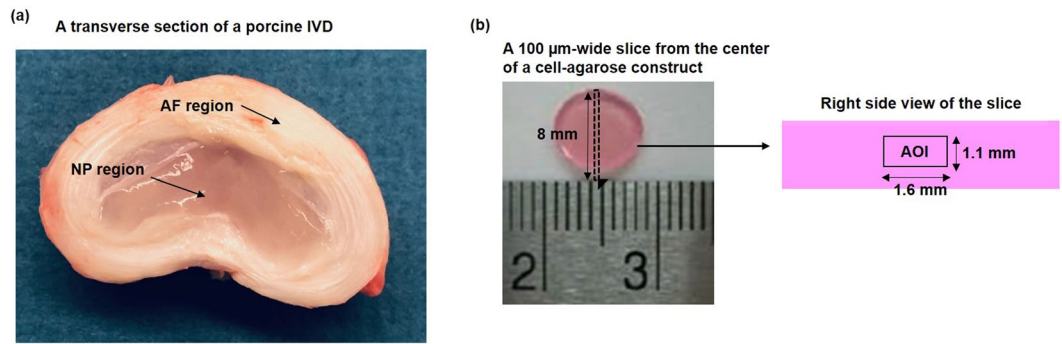 (a)
A transverse section of a porcine IVD
AF region
NP region
(b)
A 100 µm-wide slice from the center
of a cell-agarose construct
8 mm
2
3
Right side view of the slice
AOI
1.1 mm
1.6 mm